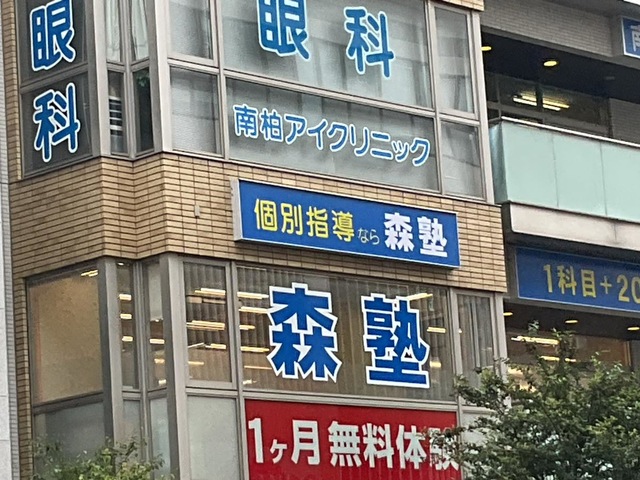 眼科
眼科
南柏アイクリニック
個別指導なら森塾
1科目+20
森塾
1ヶ月無料体験